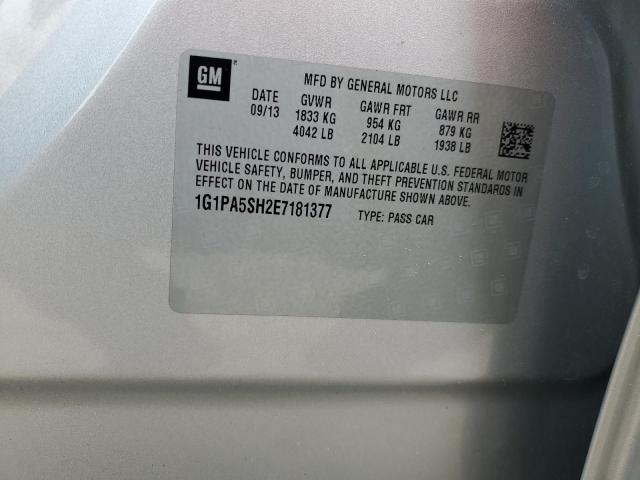 GM
MFD BY GENERAL MOTORS LLC
DATE GVWR GAWR FRT GAWR RR
09/13 1833 KG 954 KG 879 KG
4042 LB 2104 LB 1938 LB
THIS VEHICLE CONFORMS TO ALL APPLICABLE U.S. FEDERAL MOTOR
VEHICLE SAFETY, BUMPER, AND THEFT PREVENTION STANDARDS IN
EFFECT ON THE DATE OF MANUFACTURE SHOWN ABOVE.
1G1PA5SH2E7181377 TYPE: PASS CAR